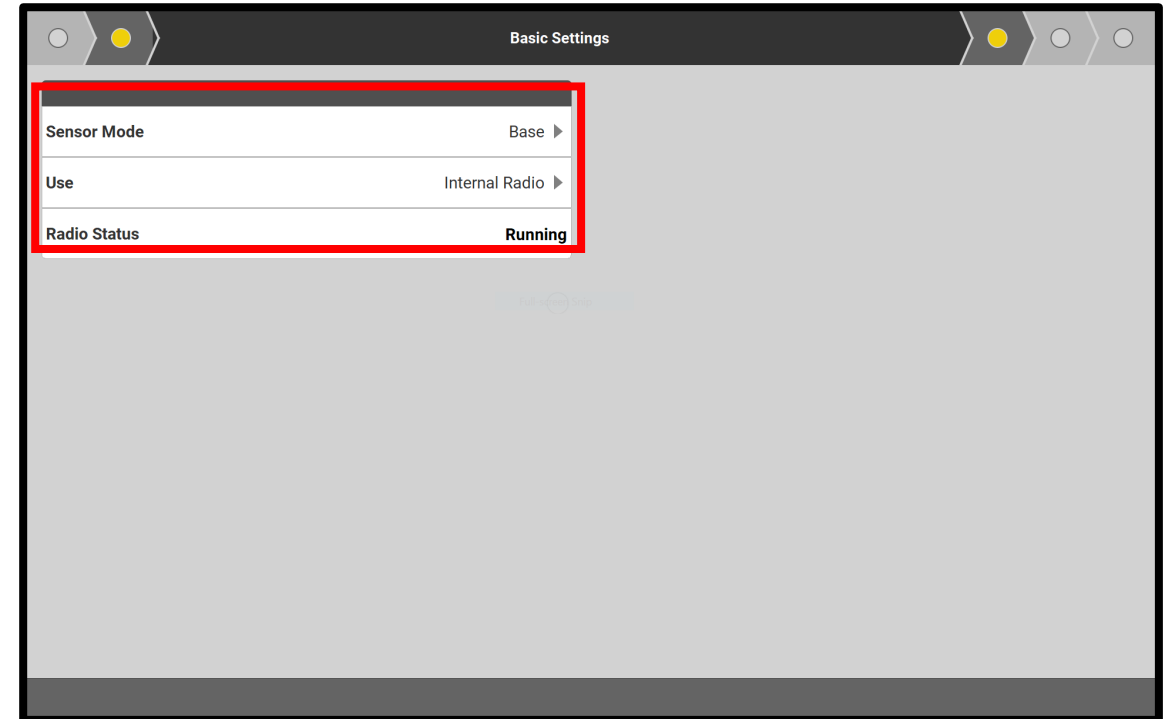 Basic Settings
Sensor Mode Base
Use Internal Radio
Radio Status Running